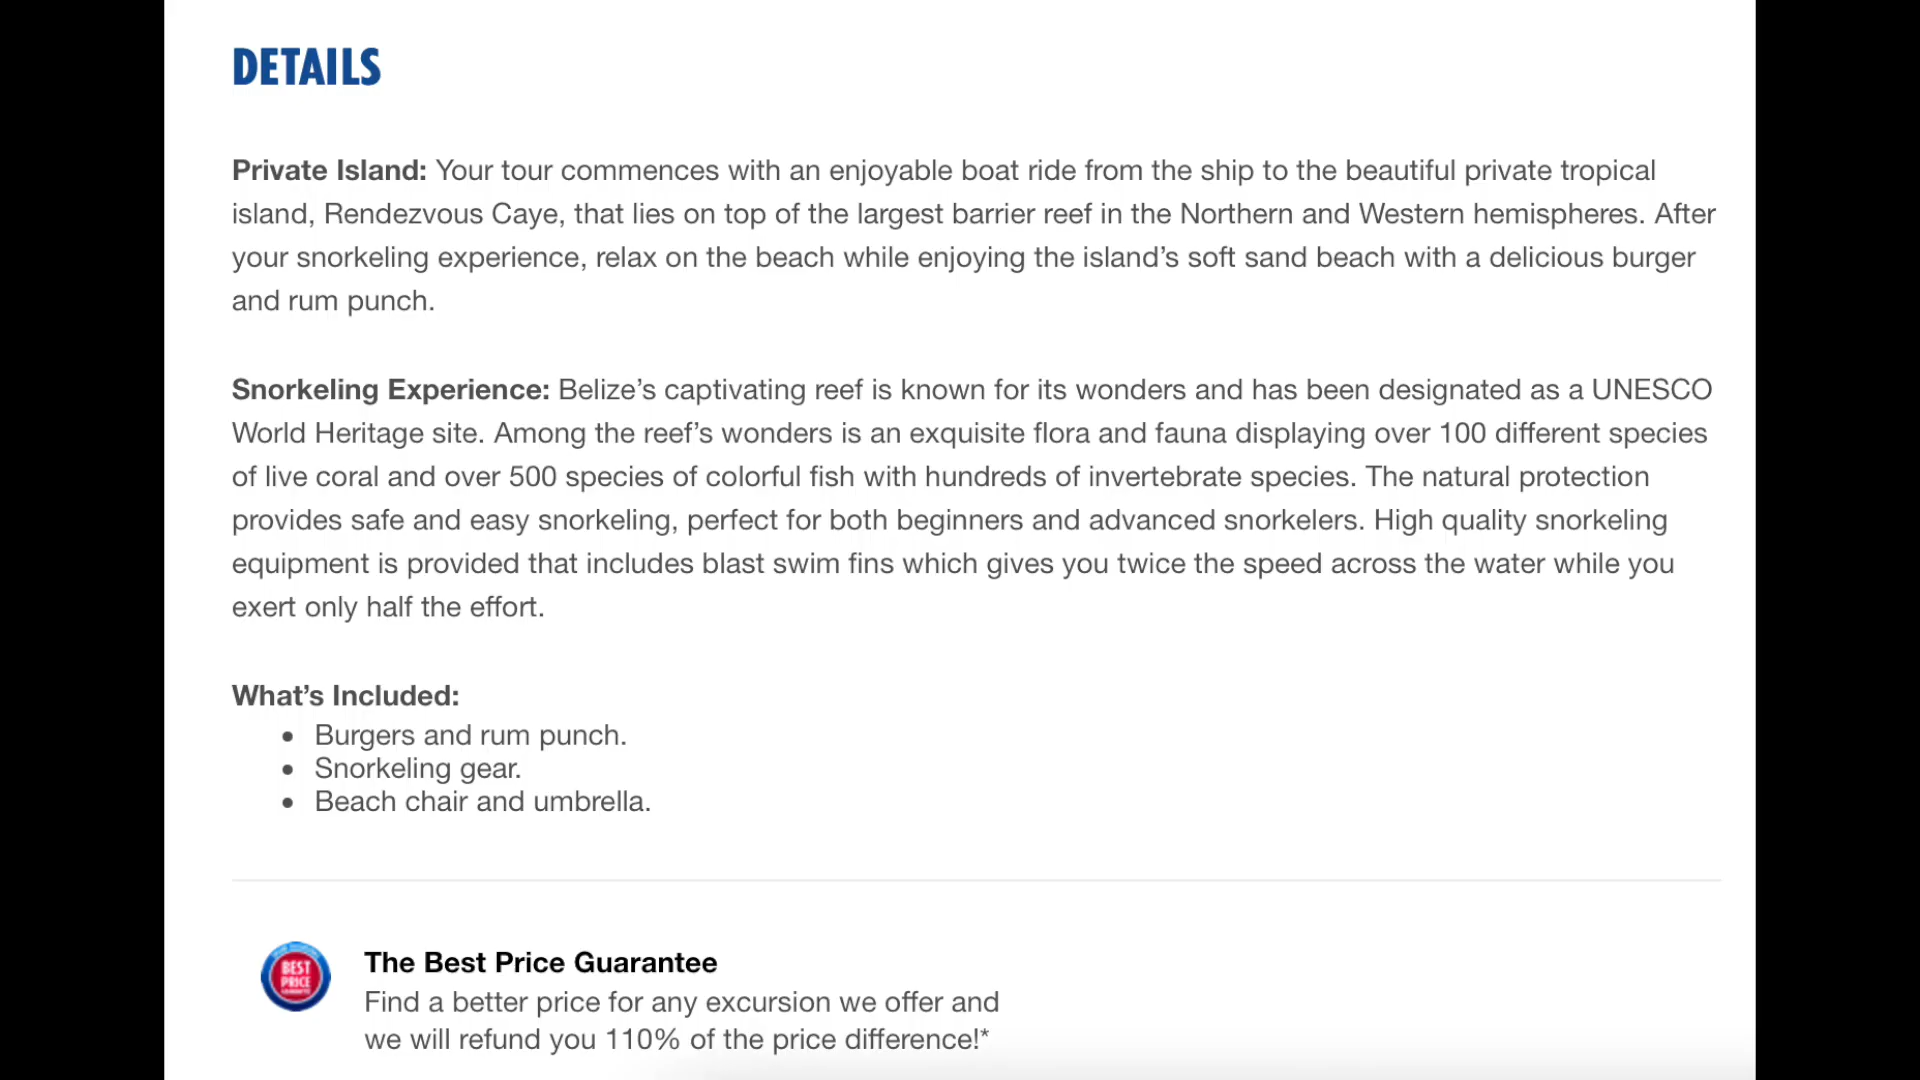 DETAILS
Private Island: Your tour commences with an enjoyable boat ride from the ship to the beautiful private tropical
island, Rendezvous Caye, that lies on top of the largest barrier reef in the Northern and Western hemispheres. After
your snorkeling experience, relax on the beach while enjoying the island’s soft sand beach with a delicious burger
and rum punch.
Snorkeling Experience: Belize’s captivating reef is known for its wonders and has been designated as a UNESCO
World Heritage site. Among the reef’s wonders is an exquisite flora and fauna displaying over 100 different species
of live coral and over 500 species of colorful fish with hundreds of invertebrate species. The natural protection
provides safe and easy snorkeling, perfect for both beginners and advanced snorkelers. High quality snorkeling
equipment is provided that includes blast swim fins which gives you twice the speed across the water while you
exert only half the effort.
What’s Included:
• Burgers and rum punch.
• Snorkeling gear.
• Beach chair and umbrella.
BEST
PRICE
The Best Price Guarantee
Find a better price for any excursion we offer and
we will refund you 110% of the price difference!*